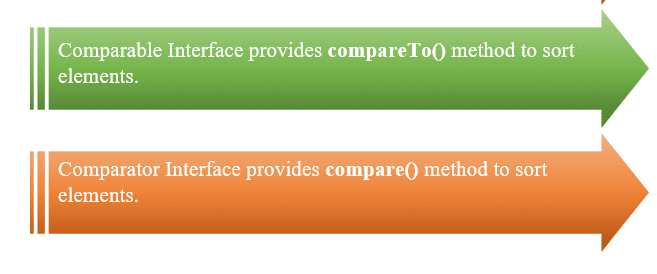 Comparable Interface provides compareTo() method to sort
elements.
Comparator Interface provides compare() method to sort
elements.